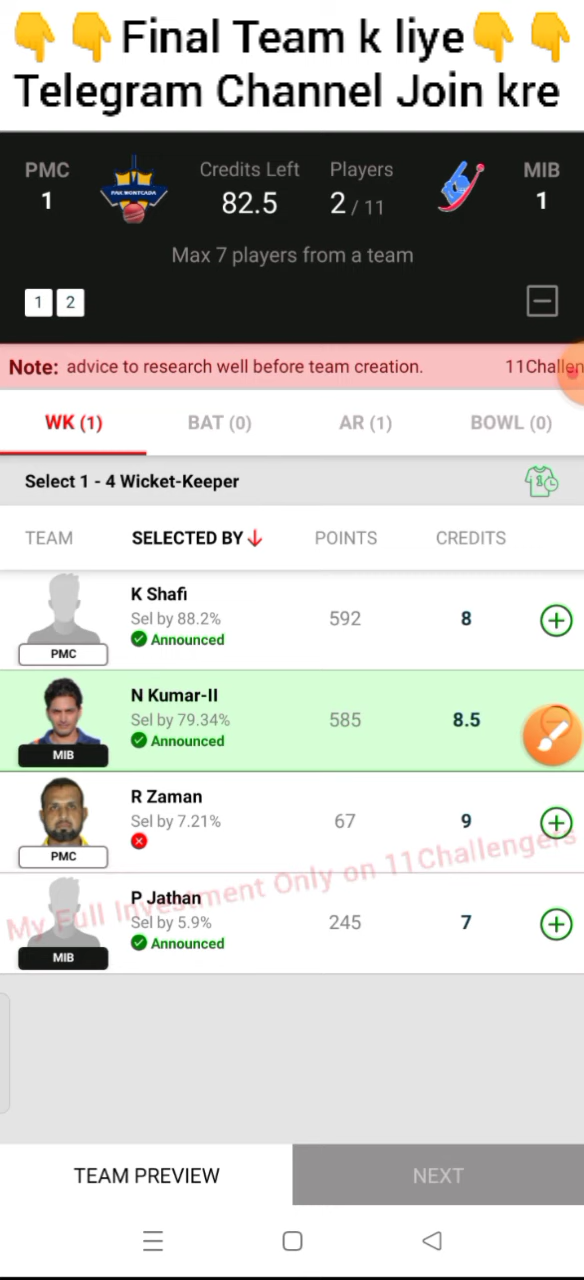 👇👇Final Team k liye👇👇
Telegram Channel Join kre
PMC
1
PAK MONTCADA
Credits Left
82.5
Players
2 / 11
MIB
1
Max 7 players from a team
1 2
Note: advice to research well before team creation. 11Challen
WK (1) BAT (0) AR (1) BOWL (0)
Select 1 - 4 Wicket-Keeper
TEAM SELECTED BY POINTS CREDITS
K Shafi
Sel by 88.2% 592 8
Announced
PMC
N Kumar-II
Sel by 79.34% 585 8.5
Announced
MIB
R Zaman
Sel by 7.21% 67 9
PMC
My Full Investment Only on 11Challengers
P Jathan
Sel by 5.9% 245 7
Announced
MIB
TEAM PREVIEW NEXT